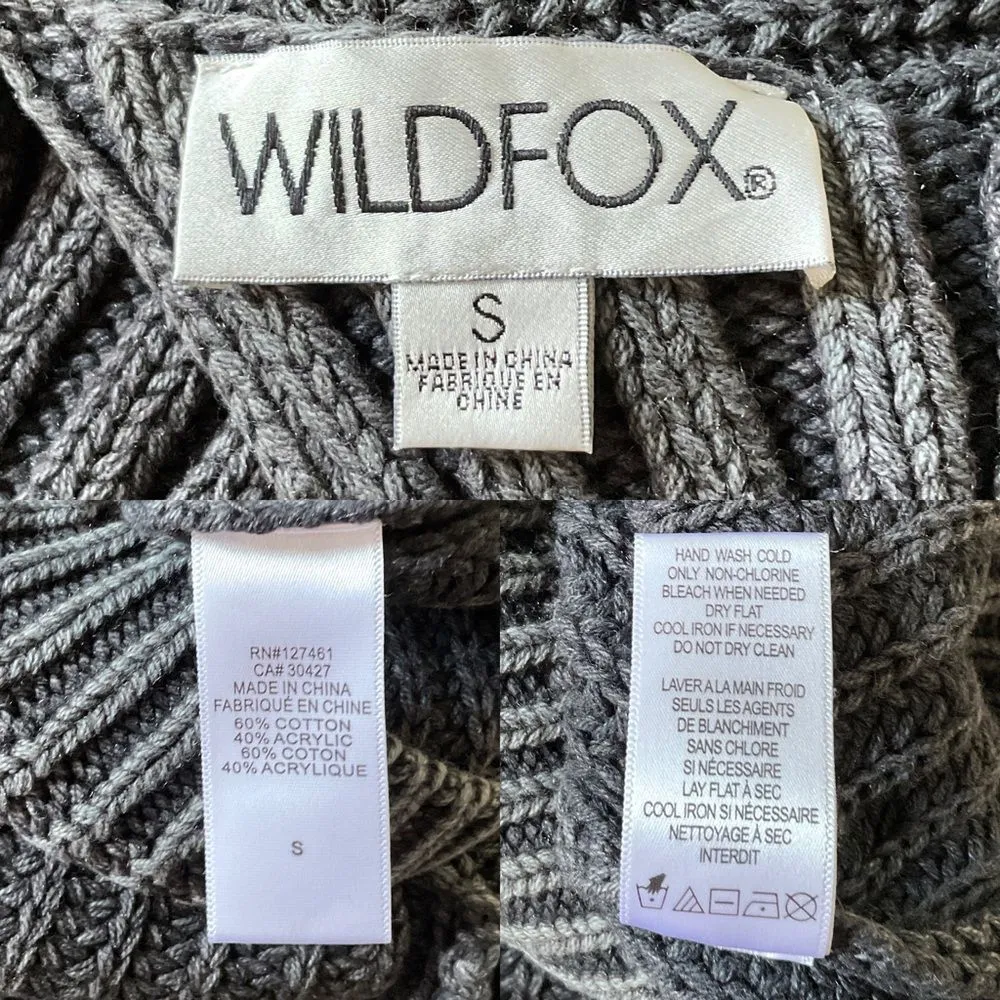 WILDFOX®
S
MADE IN CHINA
FABRIQUE EN
CHINE
RN#127461
CA# 30427
MADE IN CHINA
FABRIQUÉ EN CHINE
60% COTTON
40% ACRYLIC
60% COTON
40% ACRYLIQUE
S
HAND WASH COLD
ONLY NON-CHLORINE
BLEACH WHEN NEEDED
DRY FLAT
COOL IRON IF NECESSARY
DO NOT DRY CLEAN
LAVER A LA MAIN FROID
SEULS LES AGENTS
DE BLANCHIMENT
SANS CHLORE
SI NÉCESSAIRE
LAY FLAT À SEC
COOL IRON SI NÉCESSAIRE
NETTOYAGE À SEC
INTERDIT